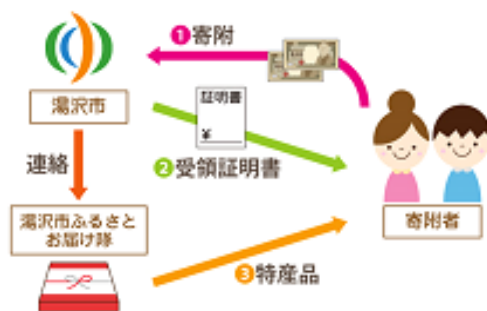 ❶寄附
湯沢市
証明書
¥
❷受領証明書
連絡
湯沢市ふるさと
お届け隊
寄附者
❸特産品